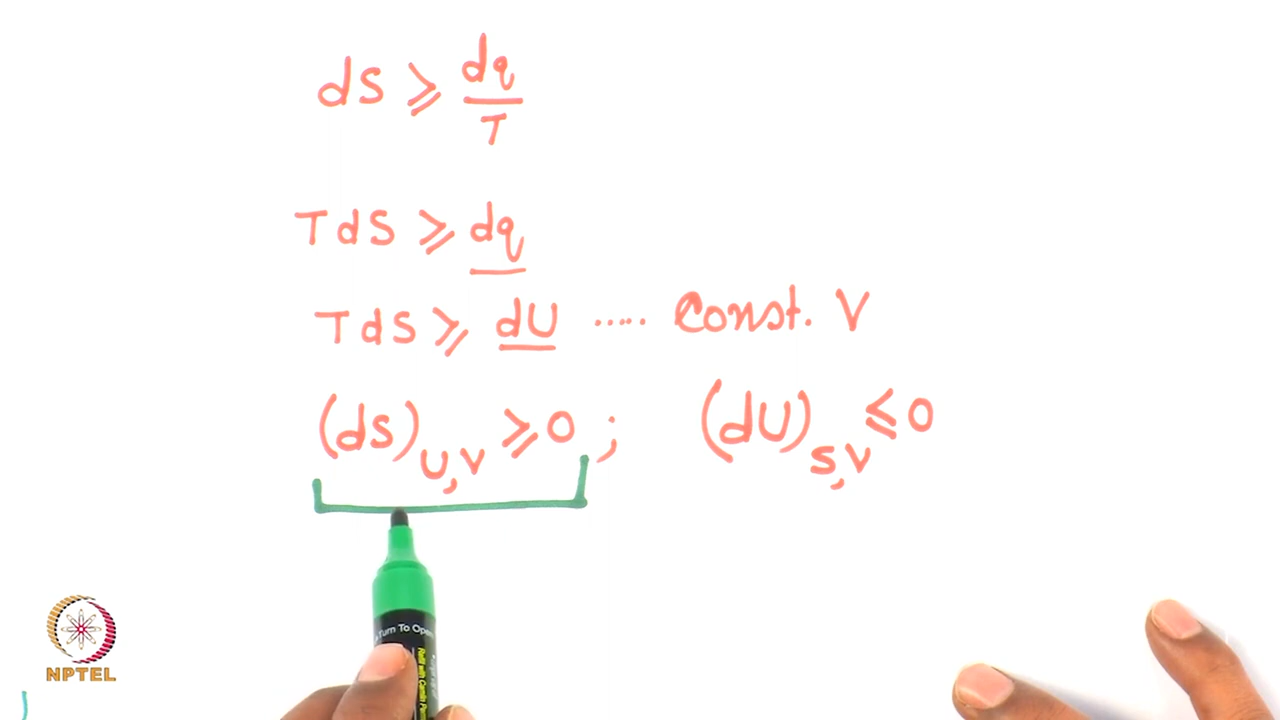 dS ≥ dq/T
TdS ≥ dq
TdS ≥ dU ..... Const. V
(dS)U,V ≥ 0 ; (dU)S,V ≤ 0
Turn To Open
NPTEL